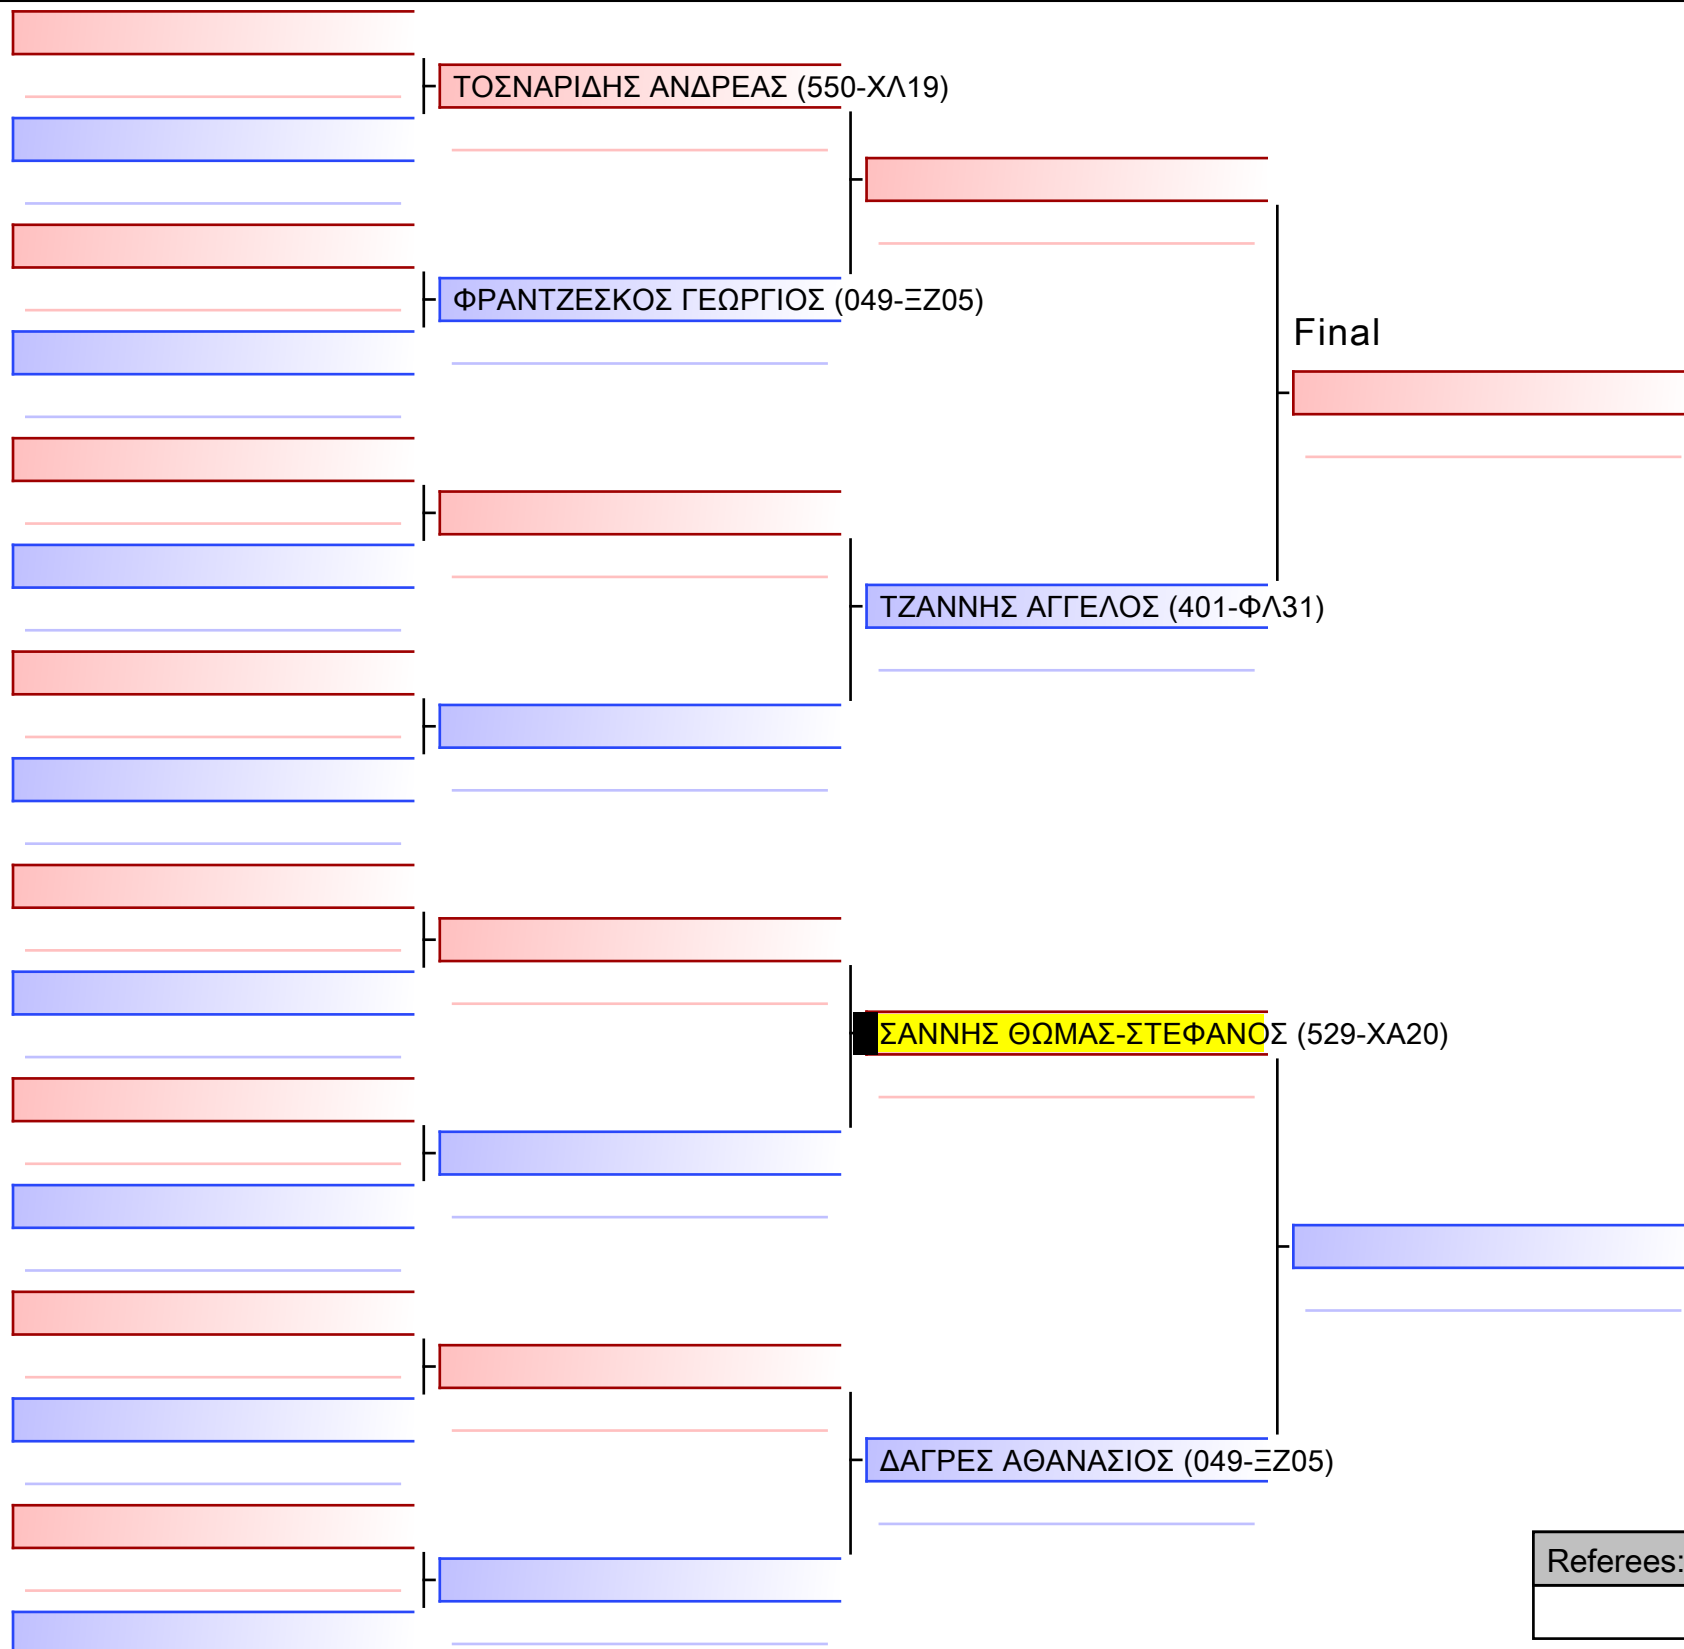 ΤΟΣΝΑΡΙΔΗΣ ΑΝΔΡΕΑΣ (550-ΧΛ19)
ΦΡΑΝΤΖΕΣΚΟΣ ΓΕΩΡΓΙΟΣ (049-ΞΖ05)
Final
ΤΖΑΝΝΗΣ ΑΓΓΕΛΟΣ (401-ΦΛ31)
ΣΑΝΝΗΣ ΘΩΜΑΣ-ΣΤΕΦΑΝΟΣ (529-ΧΑ20)
ΔΑΓΡΕΣ ΑΘΑΝΑΣΙΟΣ (049-ΞΖ05)
Referees: